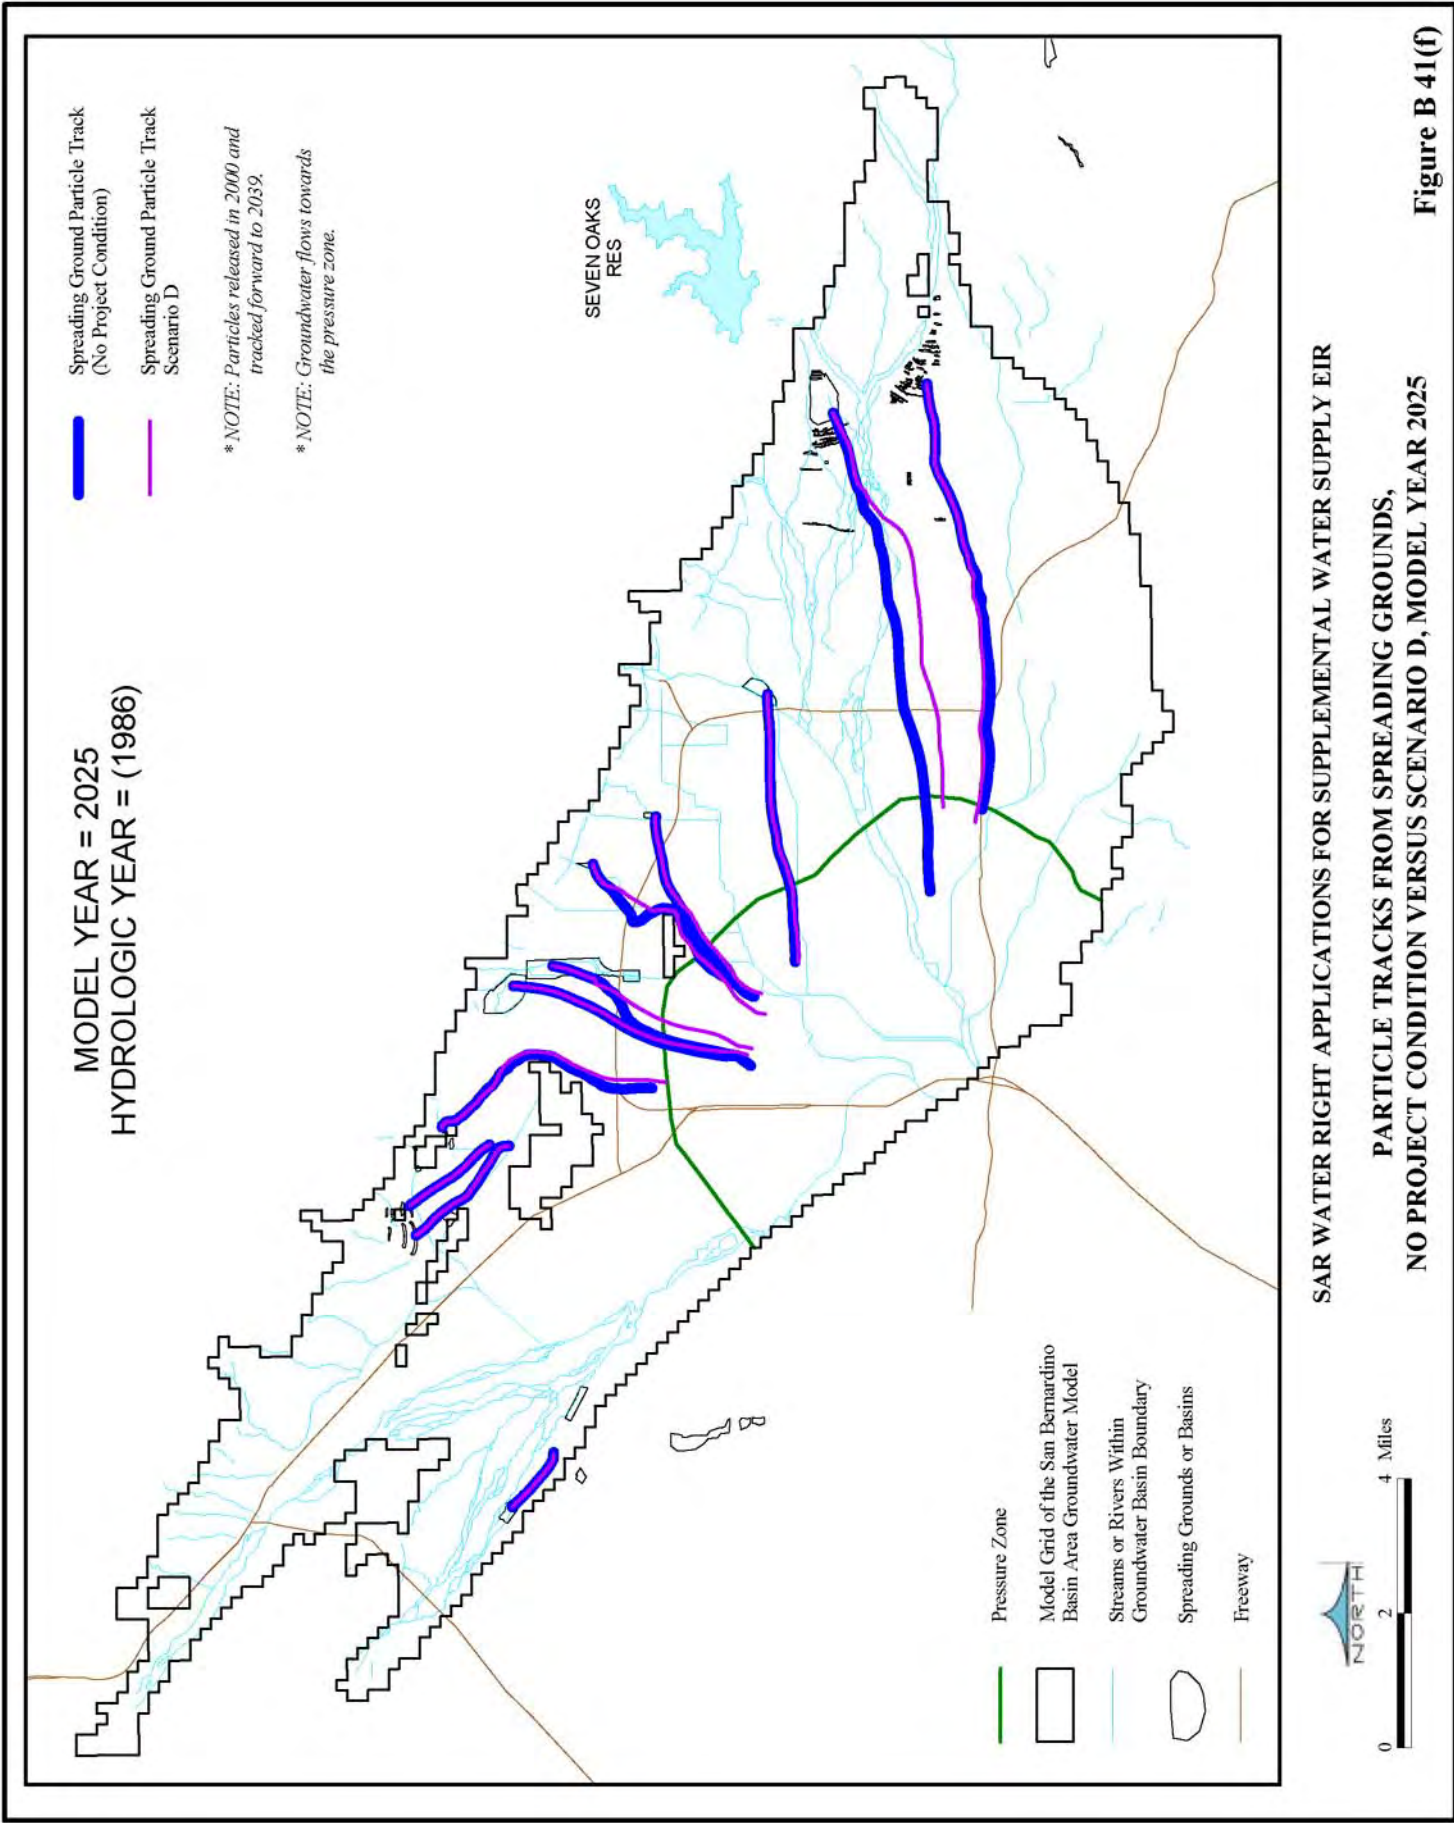 MODEL YEAR = 2025
HYDROLOGIC YEAR = (1986)
Spreading Ground Particle Track
(No Project Condition)
Spreading Ground Particle Track
Scenario D
* NOTE: Particles released in 2000 and
tracked forward to 2039.
* NOTE: Groundwater flows towards
the pressure zone.
SEVEN OAKS
RES
Pressure Zone
Model Grid of the San Bernardino
Basin Area Groundwater Model
Streams or Rivers Within
Groundwater Basin Boundary
Spreading Grounds or Basins
Freeway
NORTH
0 2 4 Miles
SAR WATER RIGHT APPLICATIONS FOR SUPPLEMENTAL WATER SUPPLY EIR
PARTICLE TRACKS FROM SPREADING GROUNDS,
NO PROJECT CONDITION VERSUS SCENARIO D, MODEL YEAR 2025
Figure B 41(f)